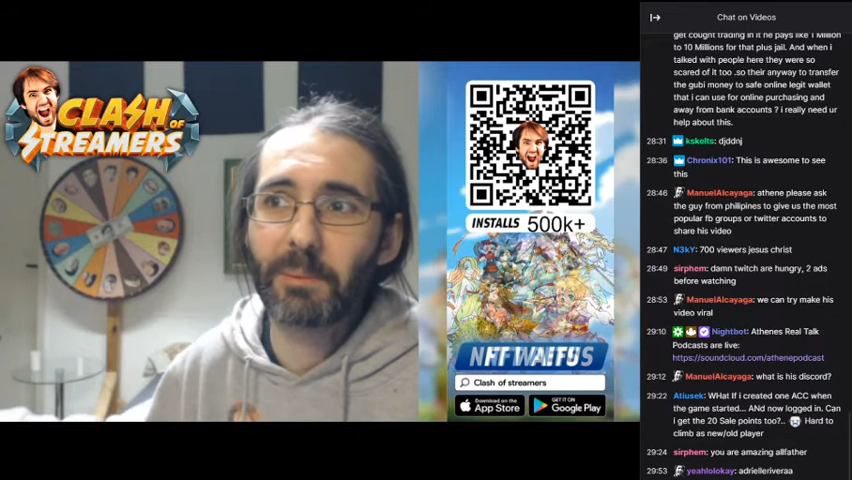 CLASH OF
STREAMERS
INSTALLS 500k+
Clash of streamers
Download on the
App Store
GET IT ON
Google Play
Chat on Videos
get cought trading in it he pays like 1 Million
to 10 Millions for that plus jail. And when i
talked with people here they were so
scared of it too .so their anyway to transfer
the gubi money to safe online legit wallet
that i can use for online purchasing and
away from bank accounts ? i really need ur
help about this.
28:31 kskelts: djddnj
28:36 Chronix101: This is awesome to see
this
28:46 ManuelAlcayaga: athene please ask
the guy from philipines to give us the most
popular fb groups or twitter accounts to
share his video
28:47 N3kY: 700 viewers jesus christ
28:49 sirphem: damn twitch are hungry, 2 ads
before watching
28:53 ManuelAlcayaga: we can try make his
video viral
29:10 Nightbot: Athenes Real Talk
Podcasts are live:
https://soundcloud.com/athenepodcast
29:12 ManuelAlcayaga: what is his discord?
29:22 Atiusek: WHat If i created one ACC when
the game started... ANd now logged in. Can
i get the 20 Sale points too?.. Hard to
climb as new/old player
29:24 sirphem: you are amazing allfather
29:53 yeahlolokay: adrielleriveraa